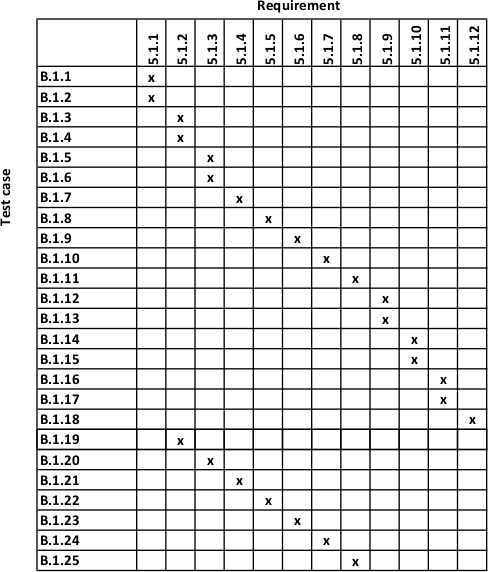 Requirement
5.1.1 5.1.2 5.1.3 5.1.4 5.1.5 5.1.6 5.1.7 5.1.8 5.1.9 5.1.10 5.1.11 5.1.12
Test case
B.1.1 x
B.1.2 x
B.1.3 x
B.1.4 x
B.1.5 x
B.1.6 x
B.1.7 x
B.1.8 x
B.1.9 x
B.1.10 x
B.1.11 x
B.1.12 x
B.1.13 x
B.1.14 x
B.1.15 x
B.1.16 x
B.1.17 x
B.1.18 x
B.1.19 x
B.1.20 x
B.1.21 x
B.1.22 x
B.1.23 x
B.1.24 x
B.1.25 x